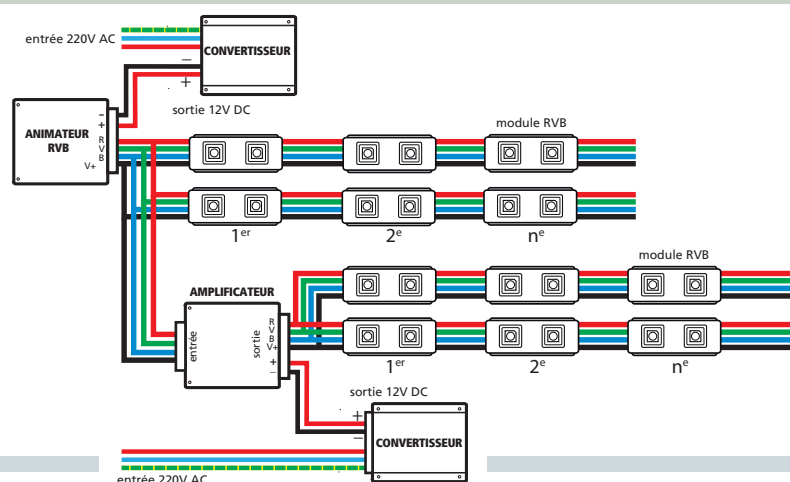 entrée 220V AC
CONVERTISSEUR
–
+
sortie 12V DC
ANIMATEUR
RVB
-
+
R
V
B
V+
module RVB
1er
2e
ne
module RVB
AMPLIFICATEUR
entrée
sortie
R
V
B
V+
+
–
1er
2e
ne
sortie 12V DC
+
–
CONVERTISSEUR
entrée 220V AC